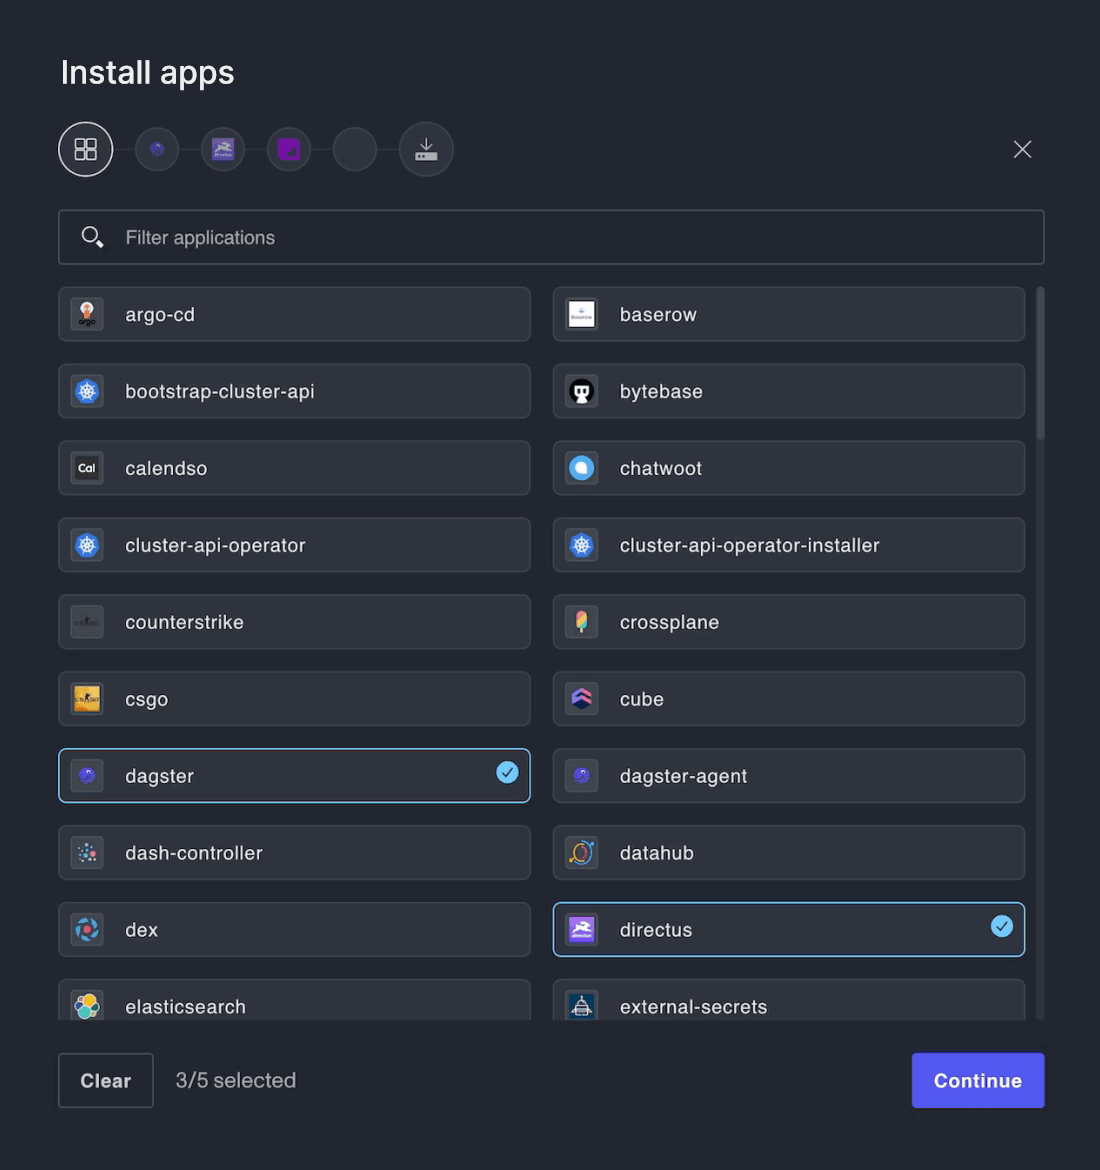 Install apps
Filter applications
argo-cd
baserow
bootstrap-cluster-api
bytebase
Cal
calendso
chatwoot
cluster-api-operator
cluster-api-operator-installer
counterstrike
crossplane
csgo
cube
dagster
dagster-agent
dash-controller
datahub
dex
directus
elasticsearch
external-secrets
Clear
3/5 selected
Continue